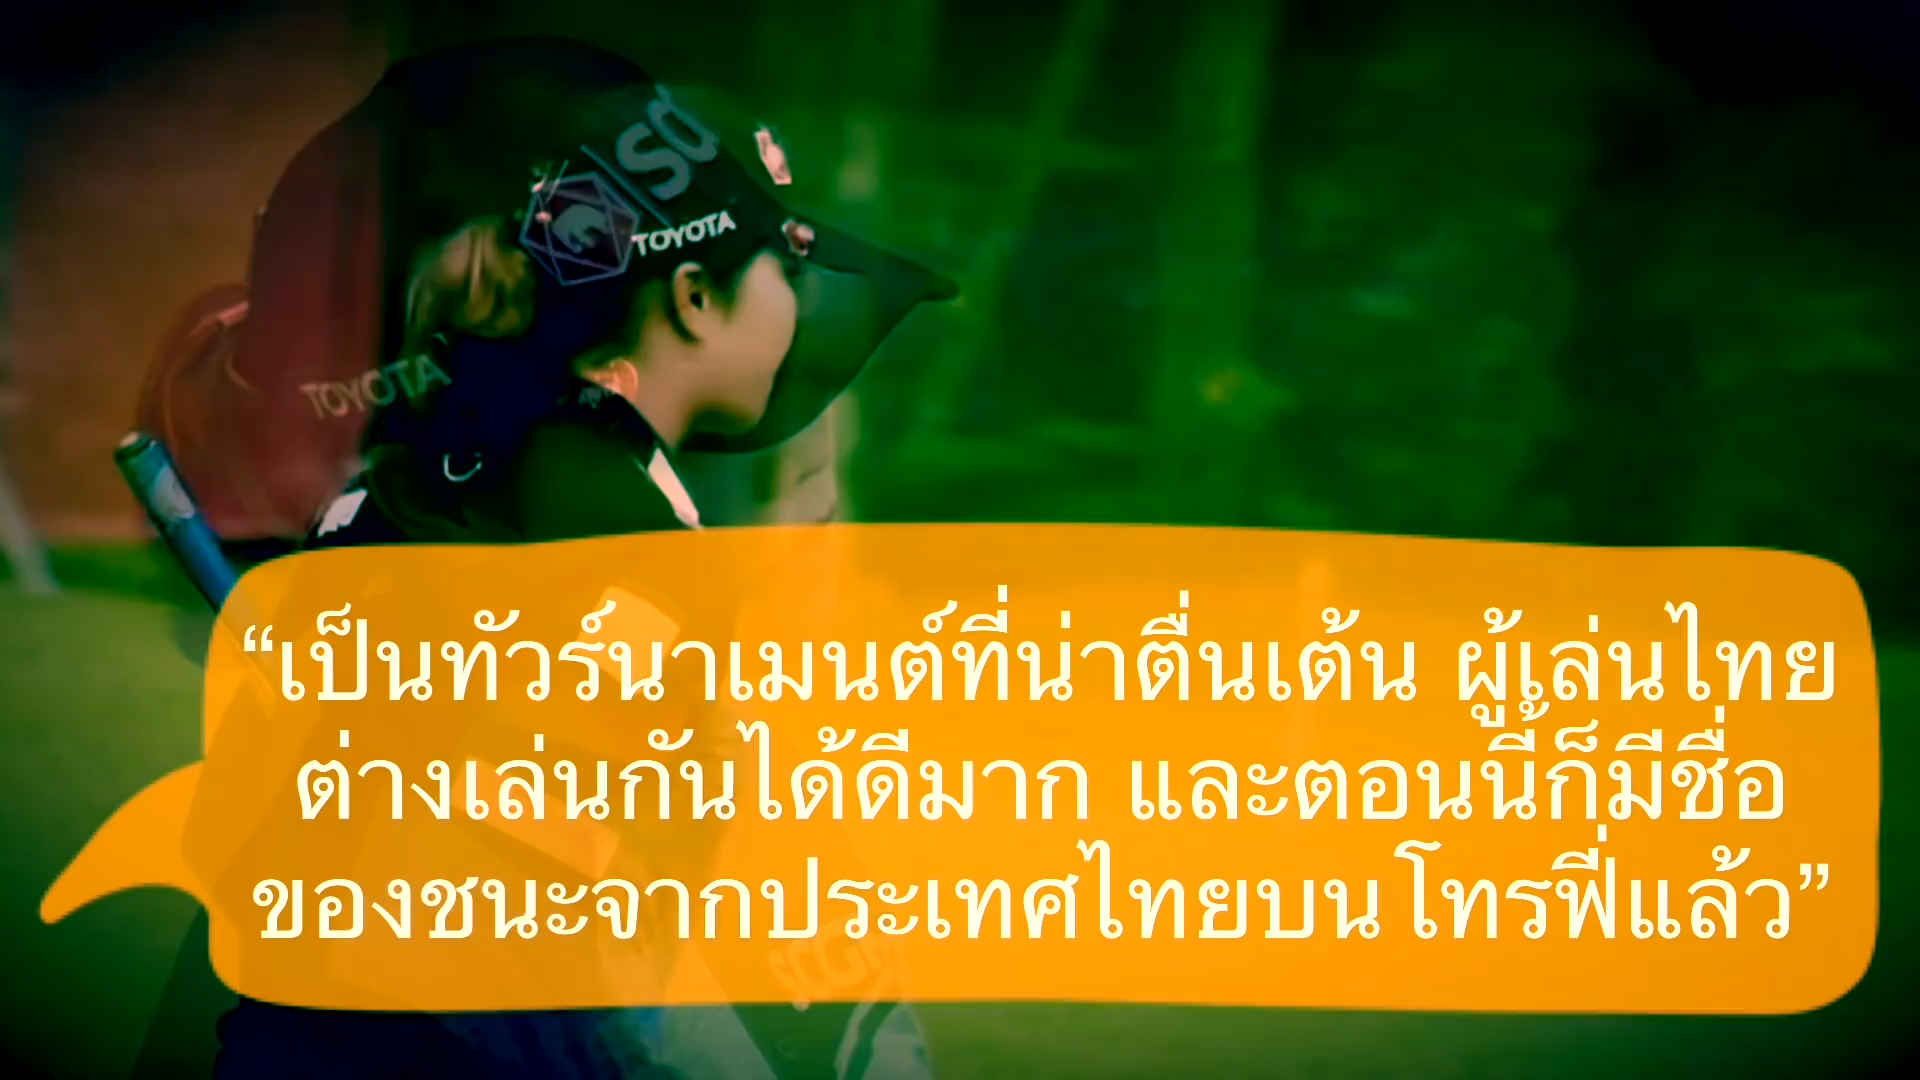 SC
TOYOTA
TOYOTA
“เป็นทัวร์นาเมนต์ที่น่าตื่นเต้น ผู้เล่นไทย
ต่างเล่นกันได้ดีมาก และตอนนี้ก็มีชื่อ
ของชนะจากประเทศไทยบนโทรฟี่แล้ว”
SCG